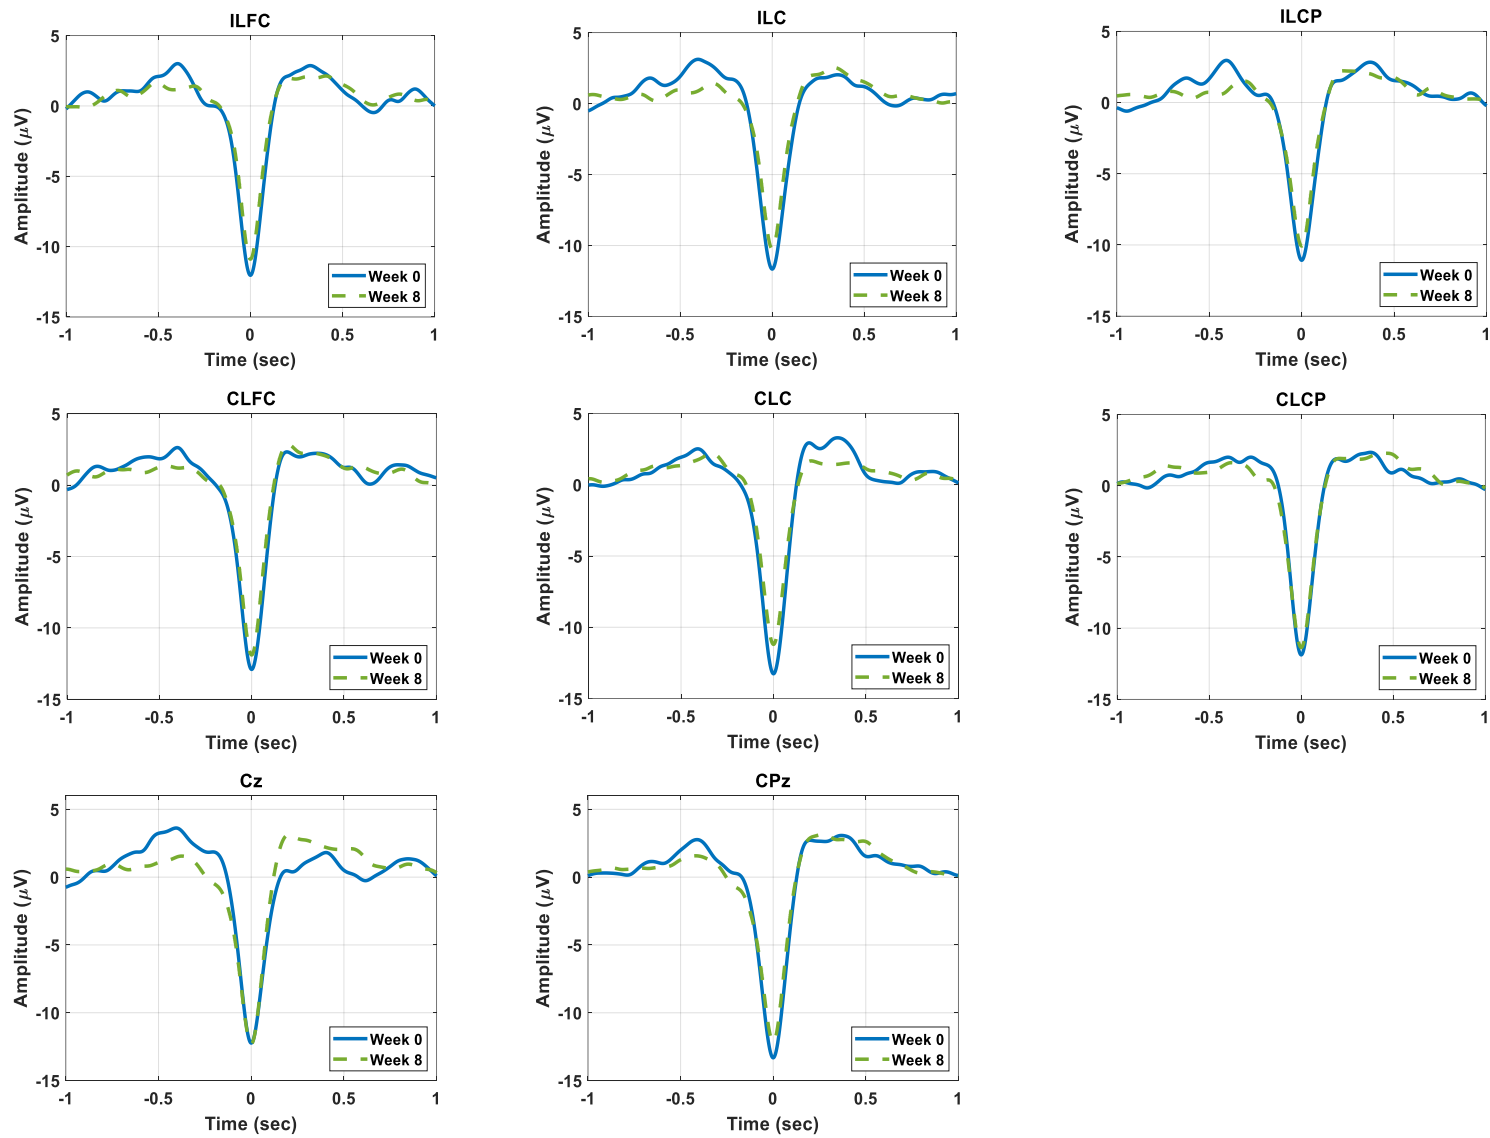 ILFC
5
0
-5
-10
-15
Amplitude (μV)
-1
-0.5
0
0.5
1
Time (sec)
Week 0
Week 8
ILC
5
0
-5
-10
-15
Amplitude (μV)
-1
-0.5
0
0.5
1
Time (sec)
Week 0
Week 8
ILCP
5
0
-5
-10
-15
Amplitude (μV)
-1
-0.5
0
0.5
1
Time (sec)
Week 0
Week 8
CLFC
5
0
-5
-10
-15
Amplitude (μV)
-1
-0.5
0
0.5
1
Time (sec)
Week 0
Week 8
CLC
5
0
-5
-10
-15
Amplitude (μV)
-1
-0.5
0
0.5
1
Time (sec)
Week 0
Week 8
CLCP
5
0
-5
-10
-15
Amplitude (μV)
-1
-0.5
0
0.5
1
Time (sec)
Week 0
Week 8
Cz
5
0
-5
-10
-15
Amplitude (μV)
-1
-0.5
0
0.5
1
Time (sec)
Week 0
Week 8
CPz
5
0
-5
-10
-15
Amplitude (μV)
-1
-0.5
0
0.5
1
Time (sec)
Week 0
Week 8